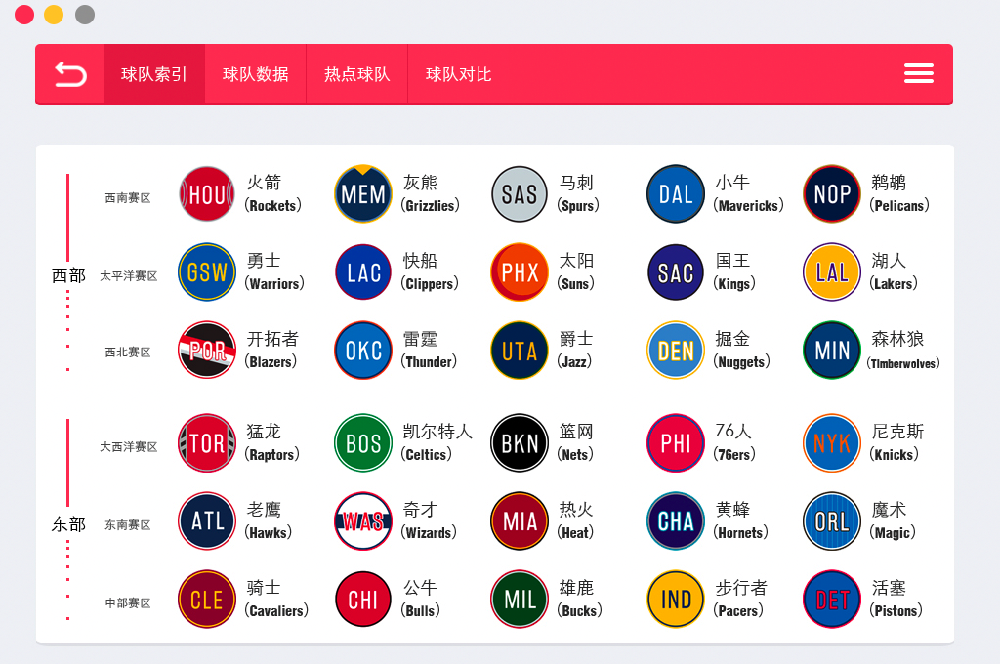 球队索引
球队数据
热点球队
球队对比
西部
西南赛区
HOU
火箭
(Rockets)
MEM
灰熊
(Grizzlies)
SAS
马刺
(Spurs)
DAL
小牛
(Mavericks)
NOP
鹈鹕
(Pelicans)
太平洋赛区
GSW
勇士
(Warriors)
LAC
快船
(Clippers)
PHX
太阳
(Suns)
SAC
国王
(Kings)
LAL
湖人
(Lakers)
西北赛区
POR
开拓者
(Blazers)
OKC
雷霆
(Thunder)
UTA
爵士
(Jazz)
DEN
掘金
(Nuggets)
MIN
森林狼
(TImberwolves)
东部
大西洋赛区
TOR
猛龙
(Raptors)
BOS
凯尔特人
(Celtics)
BKN
篮网
(Nets)
PHI
76人
(76ers)
NYK
尼克斯
(Knicks)
东南赛区
ATL
老鹰
(Hawks)
WAS
奇才
(Wizards)
MIA
热火
(Heat)
CHA
黄蜂
(Hornets)
ORL
魔术
(Magic)
中部赛区
CLE
骑士
(Cavaliers)
CHI
公牛
(Bulls)
MIL
雄鹿
(Bucks)
IND
步行者
(Pacers)
DET
活塞
(Pistons)